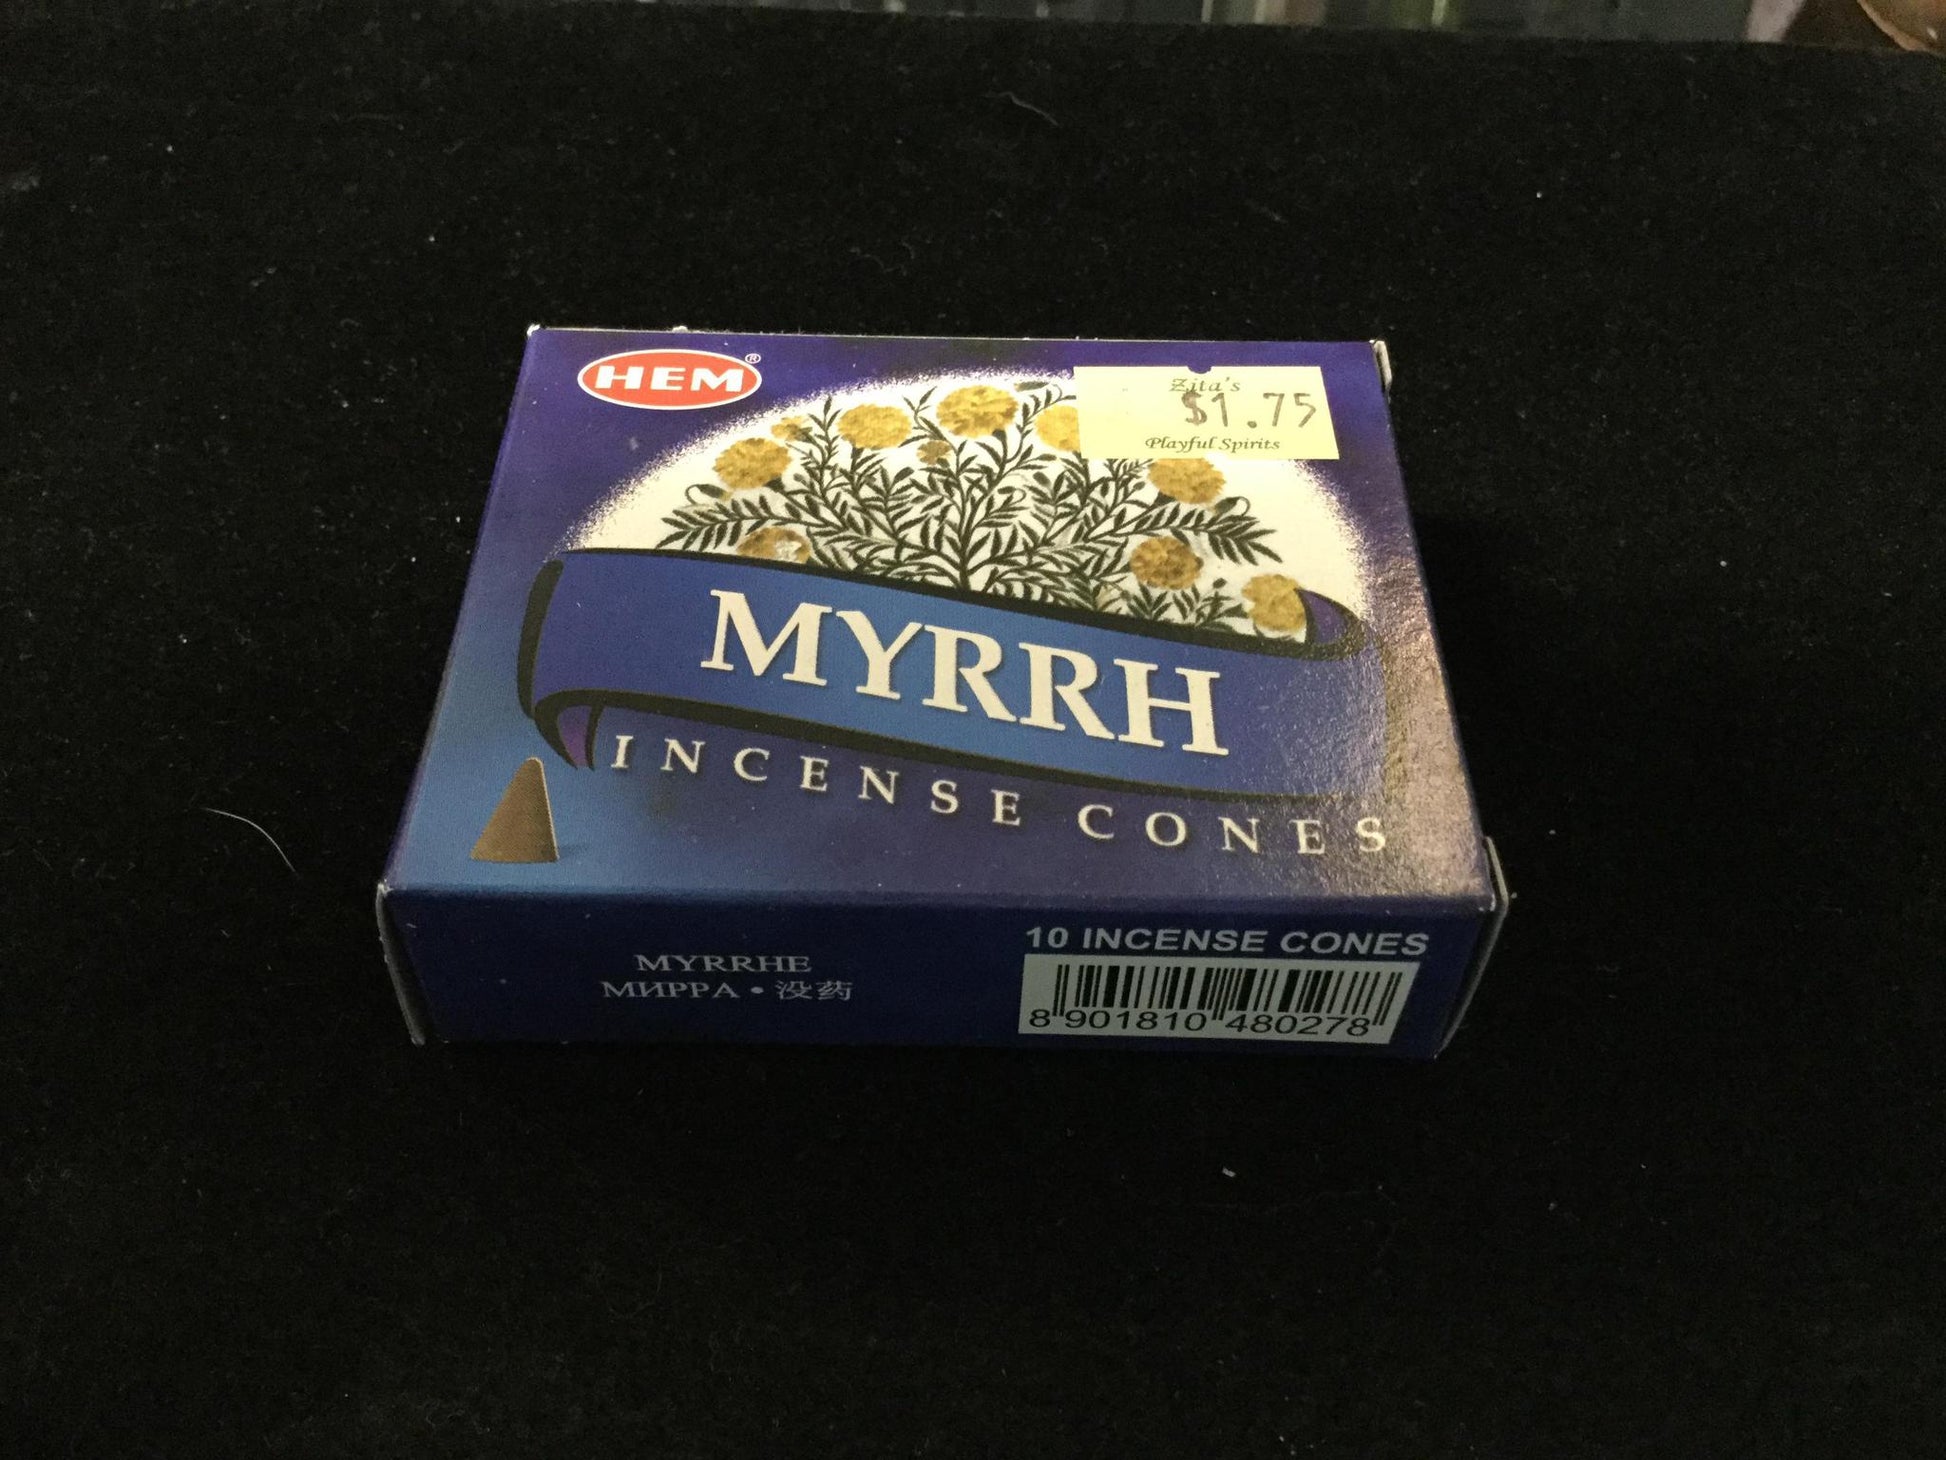 HEM®
Zita's
$1.75
Playful Spirits
MYRRH
INCENSE CONES
MYRRHE
МИРРА • 没药
10 INCENSE CONES
8 901810 480278